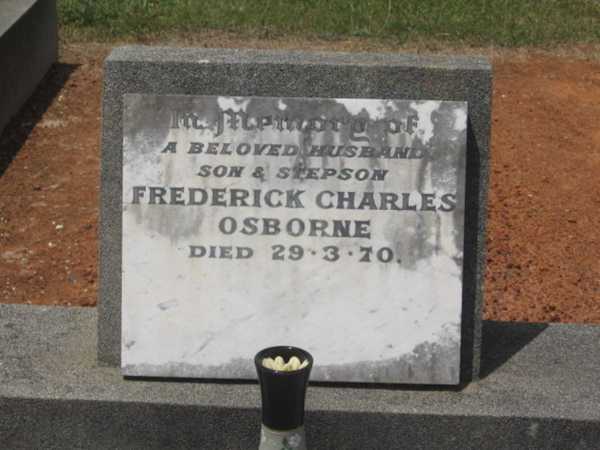 In Memory of
A BELOVED HUSBAND
SON & STEPSON
FREDERICK CHARLES
OSBORNE
DIED 29·3·70.